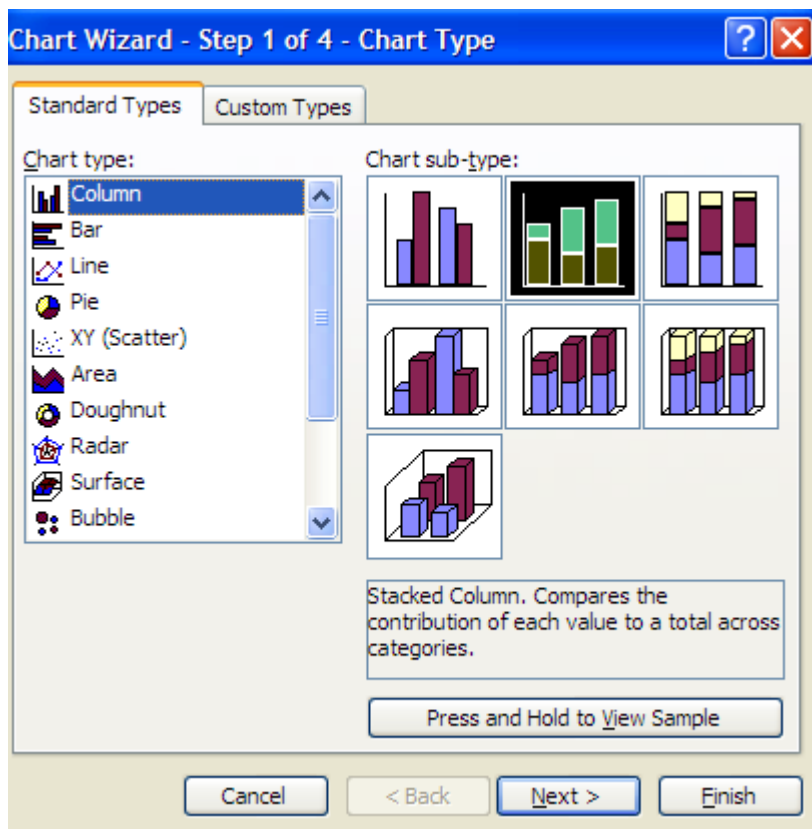 Chart Wizard - Step 1 of 4 - Chart Type
Standard Types
Custom Types
Chart type:
Column
Bar
Line
Pie
XY (Scatter)
Area
Doughnut
Radar
Surface
Bubble
Chart sub-type:
Stacked Column. Compares the
contribution of each value to a total across
categories.
Press and Hold to View Sample
Cancel
< Back
Next >
Finish